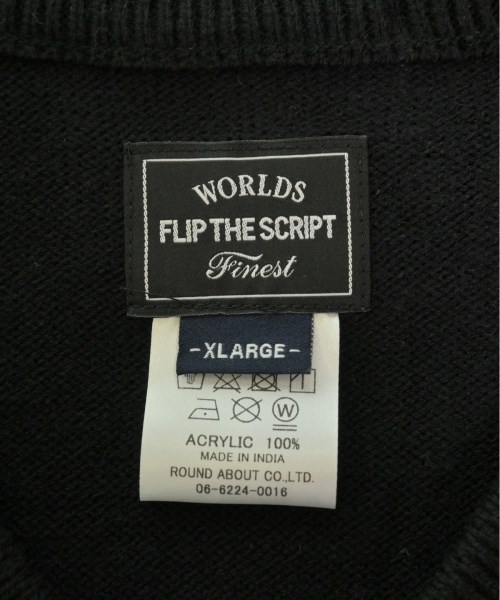 WORLDS
FLIP THE SCRIPT
Finest
-XLARGE-
W
ACRYLIC 100%
MADE IN INDIA
ROUND ABOUT CO.,LTD.
06-6224-0016